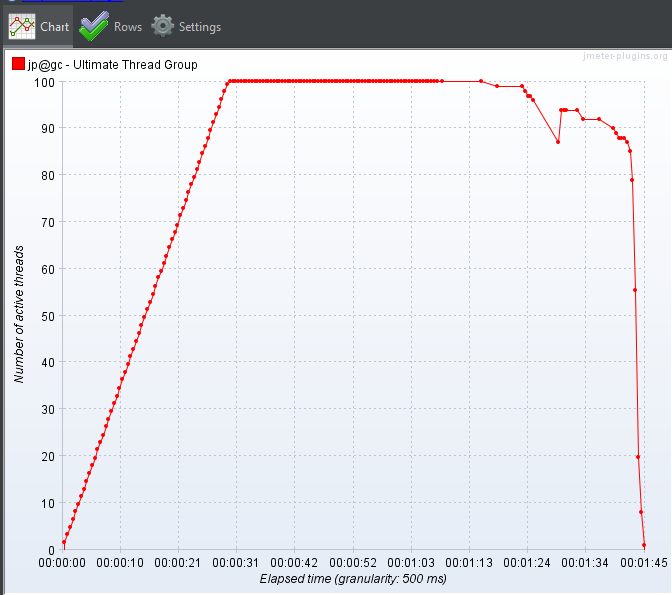 Chart Rows Settings
jmeter-plugins.org
jp@gc - Ultimate Thread Group
100
90
80
70
60
50
40
30
20
10
0
Number of active threads
00:00:00 00:00:10 00:00:21 00:00:31 00:00:42 00:00:52 00:01:03 00:01:13 00:01:24 00:01:34 00:01:45
Elapsed time (granularity: 500 ms)